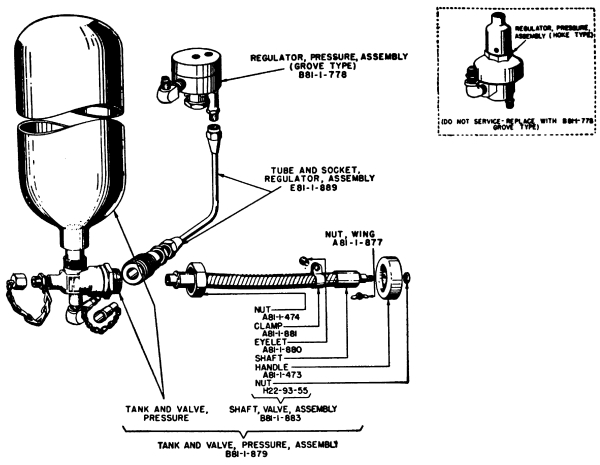 REGULATOR, PRESSURE, ASSEMBLY
(GROVE TYPE)
B81-1-778
REGULATOR, PRESSURE,
ASSEMBLY (HOKE TYPE)
(DO NOT SERVICE-REPLACE WITH B81-1-778
GROVE TYPE)
TUBE AND SOCKET,
REGULATOR, ASSEMBLY
E81-1-889
NUT, WING
A81-1-877
NUT
A81-1-474
CLAMP
A81-1-881
EYELET
A81-1-880
SHAFT
HANDLE
A81-1-473
NUT
H22-93-55
TANK AND VALVE,
PRESSURE
SHAFT, VALVE, ASSEMBLY
B81-1-883
TANK AND VALVE, PRESSURE, ASSEMBLY
B81-1-879